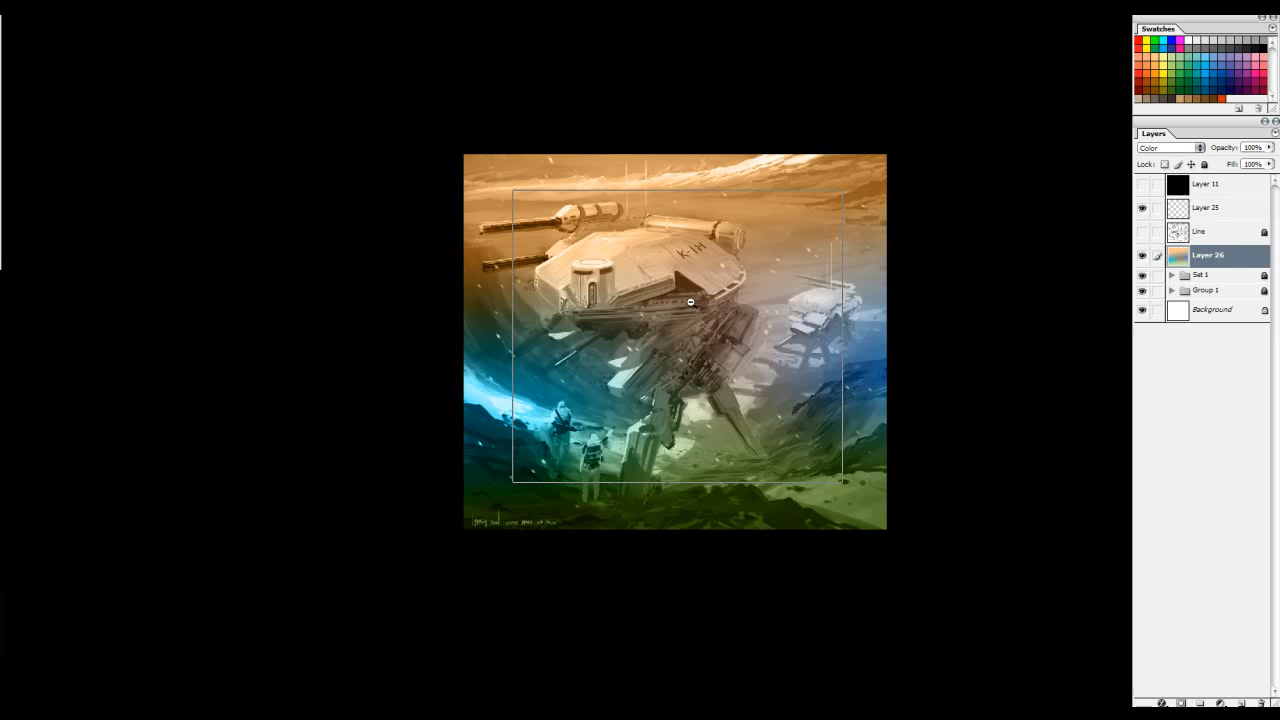 Swatches
Layers
Color
Opacity: 100%
Lock:
Fill: 100%
Layer 11
Layer 25
Line
Layer 26
Set 1
Group 1
Background
K-1H